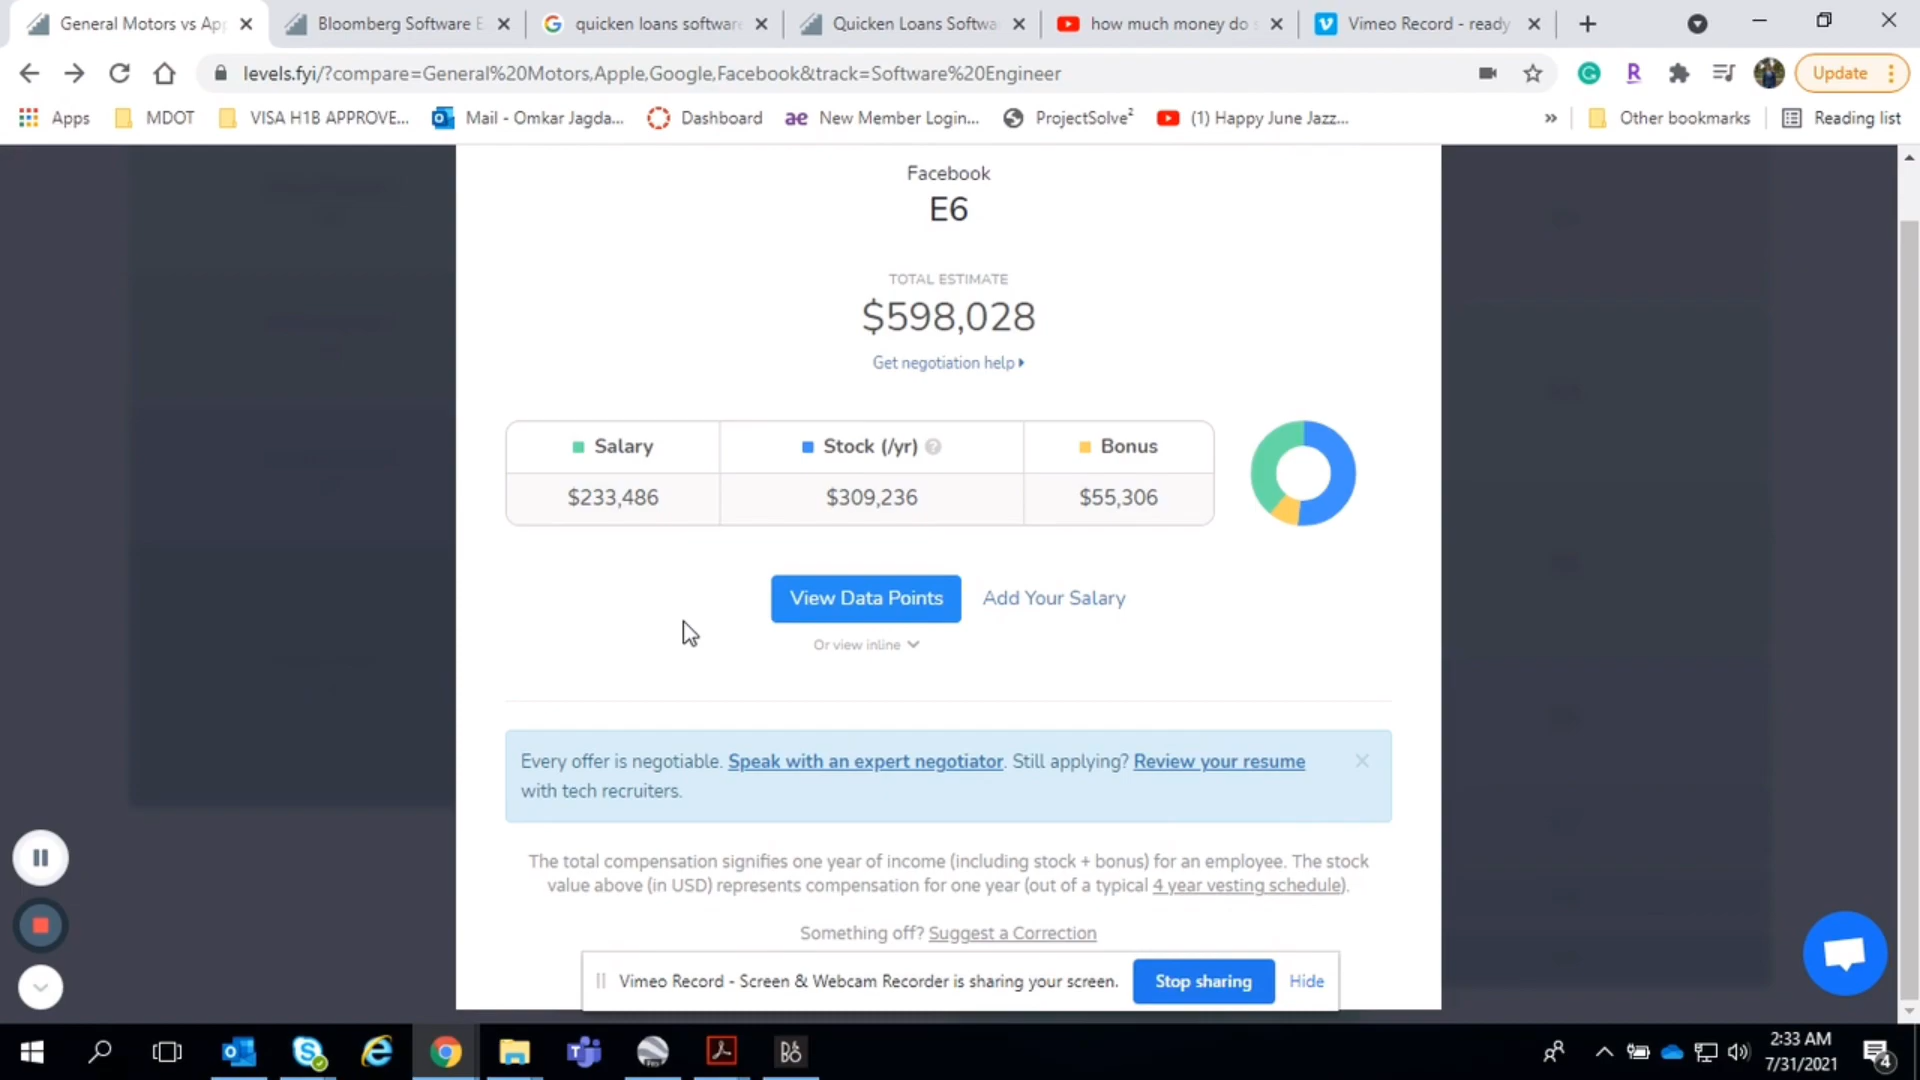 General Motors vs App
Bloomberg Software E
quicken loans software
Quicken Loans Softwa
how much money do s
Vimeo Record - ready
levels.fyi/?compare=General%20Motors,Apple,Google,Facebook&track=Software%20Engineer
Update
Apps
MDOT
VISA H1B APPROVE...
Mail - Omkar Jagda...
Dashboard
ae New Member Login...
ProjectSolve²
(1) Happy June Jazz...
»
Other bookmarks
Reading list
Facebook
E6
TOTAL ESTIMATE
$598,028
Get negotiation help
Salary
Stock (/yr) ?
Bonus
$233,486
$309,236
$55,306
View Data Points
Add Your Salary
Or view inline
Every offer is negotiable. Speak with an expert negotiator. Still applying? Review your resume
with tech recruiters.
The total compensation signifies one year of income (including stock + bonus) for an employee. The stock
value above (in USD) represents compensation for one year (out of a typical 4 year vesting schedule).
Something off? Suggest a Correction
Vimeo Record - Screen & Webcam Recorder is sharing your screen.
Stop sharing
Hide
2:33 AM
7/31/2021
4